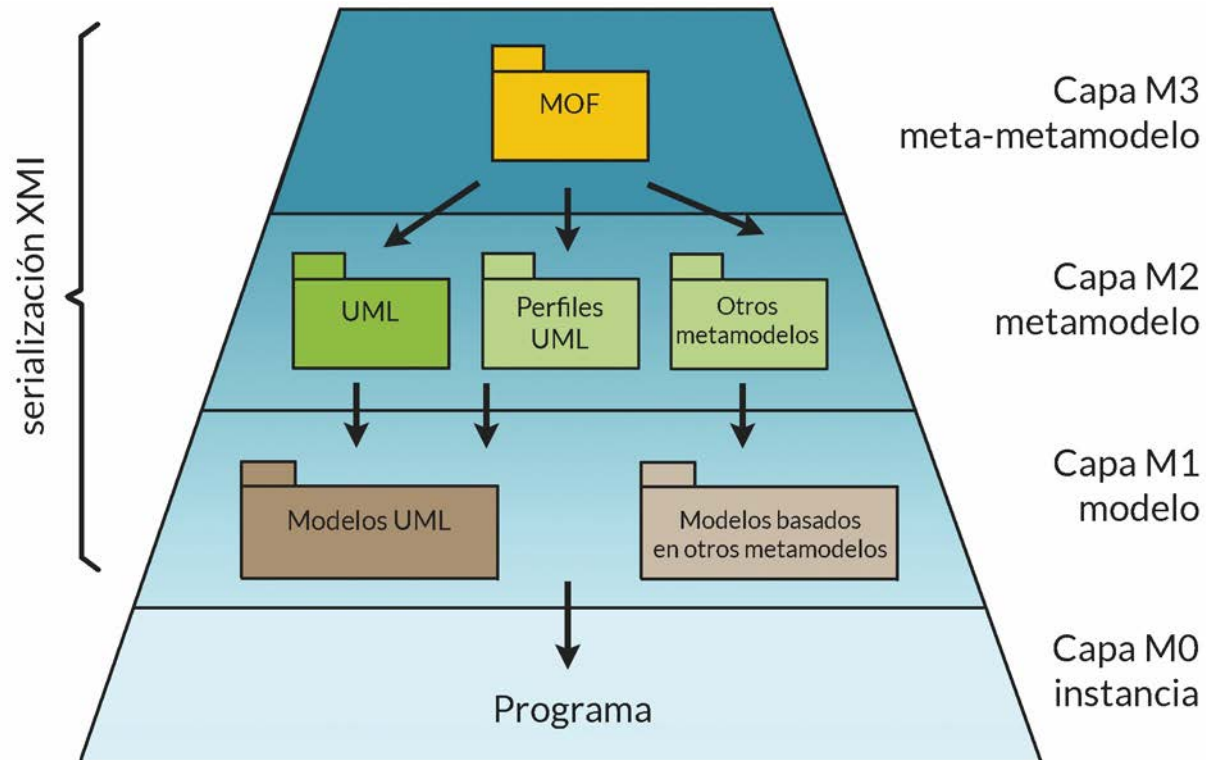 serialización XMI
MOF
Capa M3
meta-metamodelo
UML
Perfiles
UML
Otros
metamodelos
Capa M2
metamodelo
Modelos UML
Modelos basados
en otros metamodelos
Capa M1
modelo
Programa
Capa M0
instancia